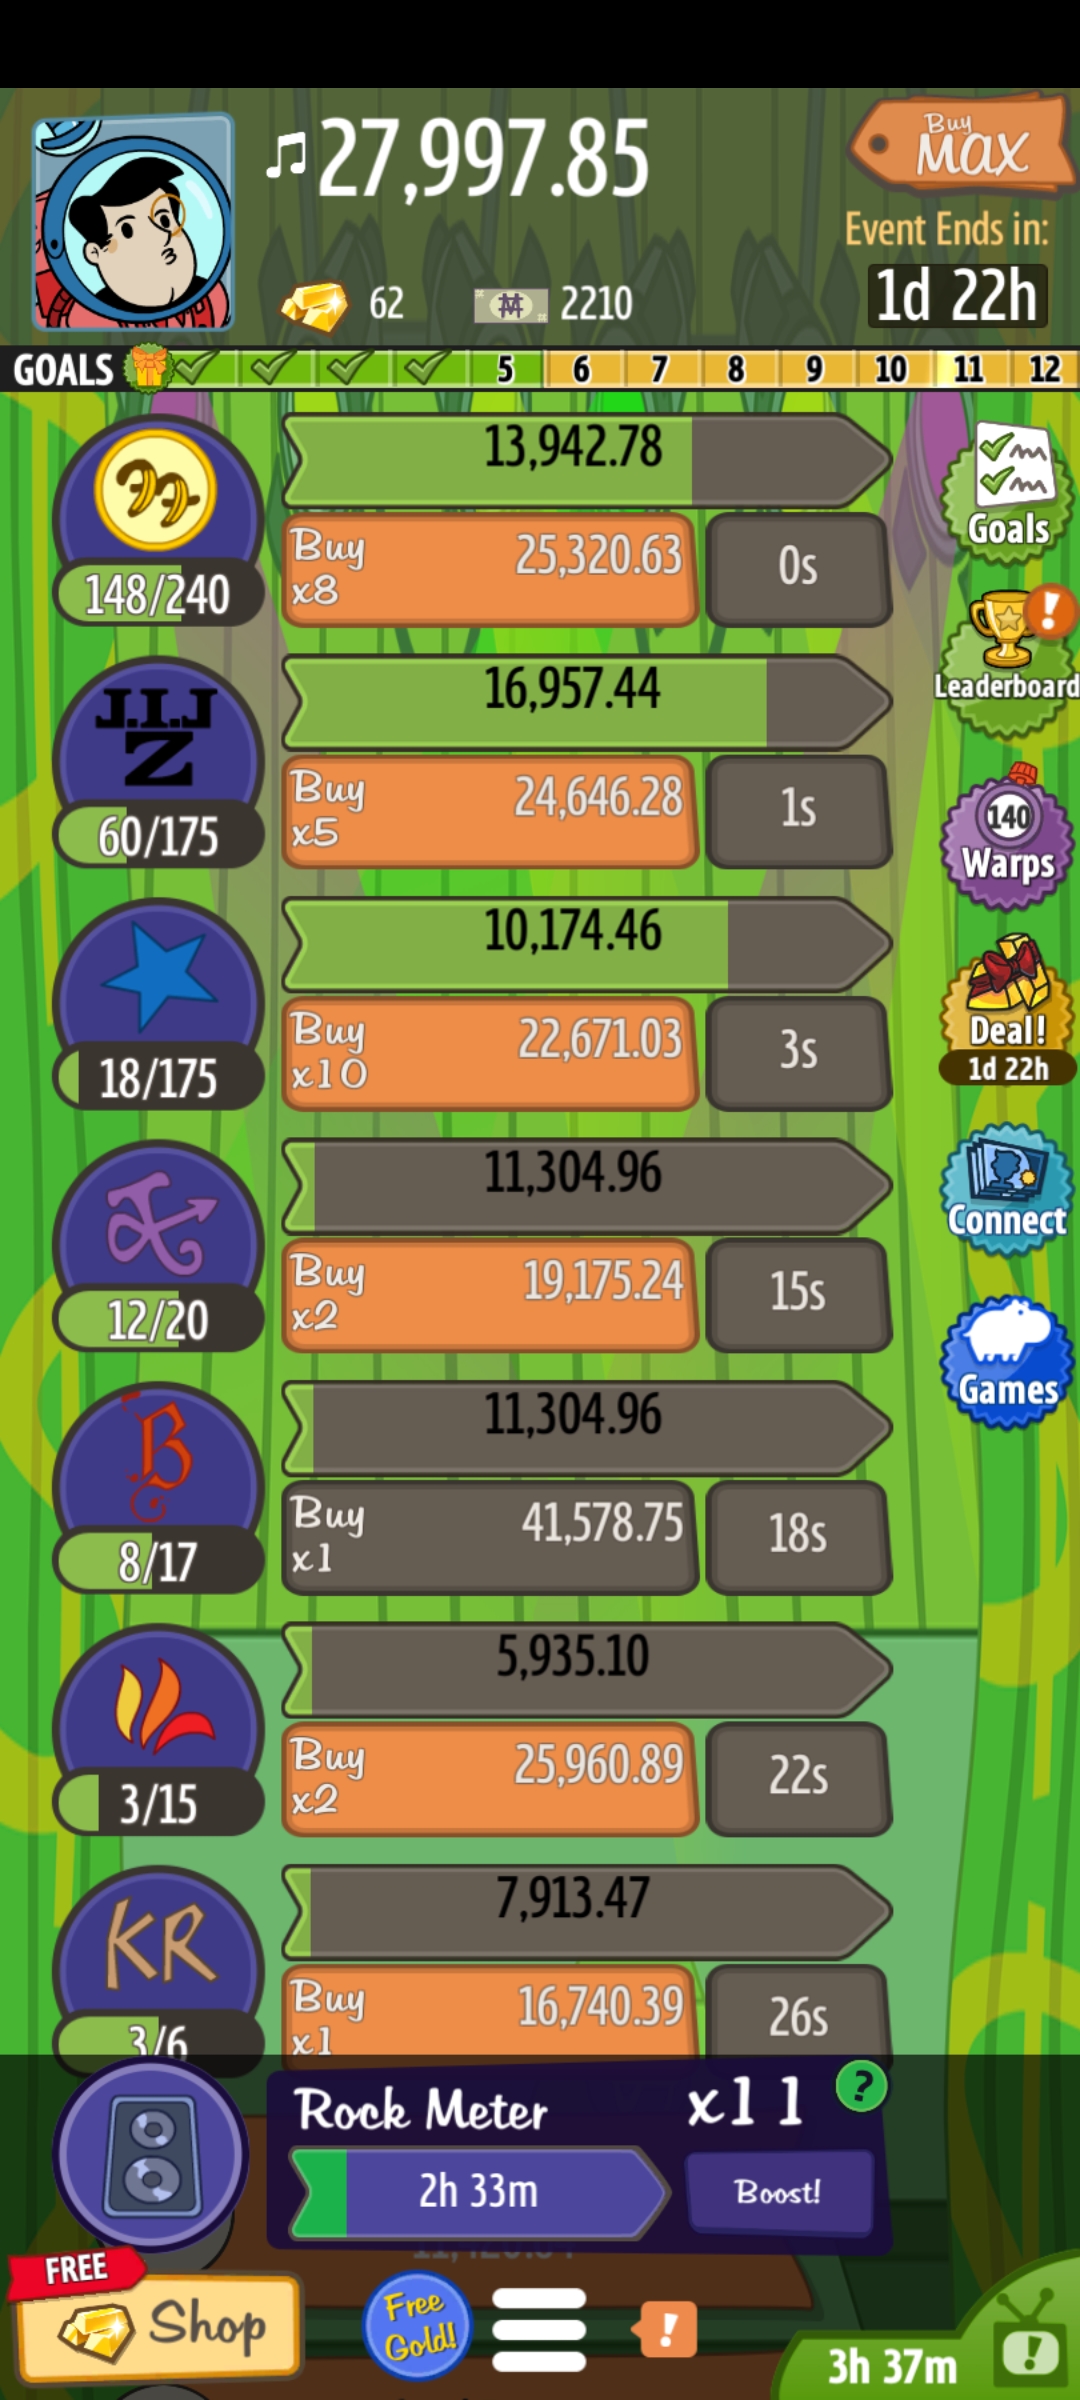 ♫27,997.85
Buy
MAX
Event Ends in:
1d 22h
62
2210
GOALS 5 6 7 8 9 10 11 12
13,942.78
Buy
x8
25,320.63
0s
148/240
Goals
J.I.J
Z
16,957.44
Buy
x5
24,646.28
1s
60/175
Leaderboard
140
Warps
10,174.46
Buy
x10
22,671.03
3s
18/175
Deal!
1d 22h
11,304.96
Buy
x2
19,175.24
15s
12/20
Connect
B
11,304.96
Buy
x1
41,578.75
18s
8/17
Games
5,935.10
Buy
x2
25,960.89
22s
3/15
KR
7,913.47
Buy
x1
16,740.39
26s
3/6
Rock Meter
x11
?
2h 33m
Boost!
FREE
Shop
Free
Gold!
!
3h 37m
!